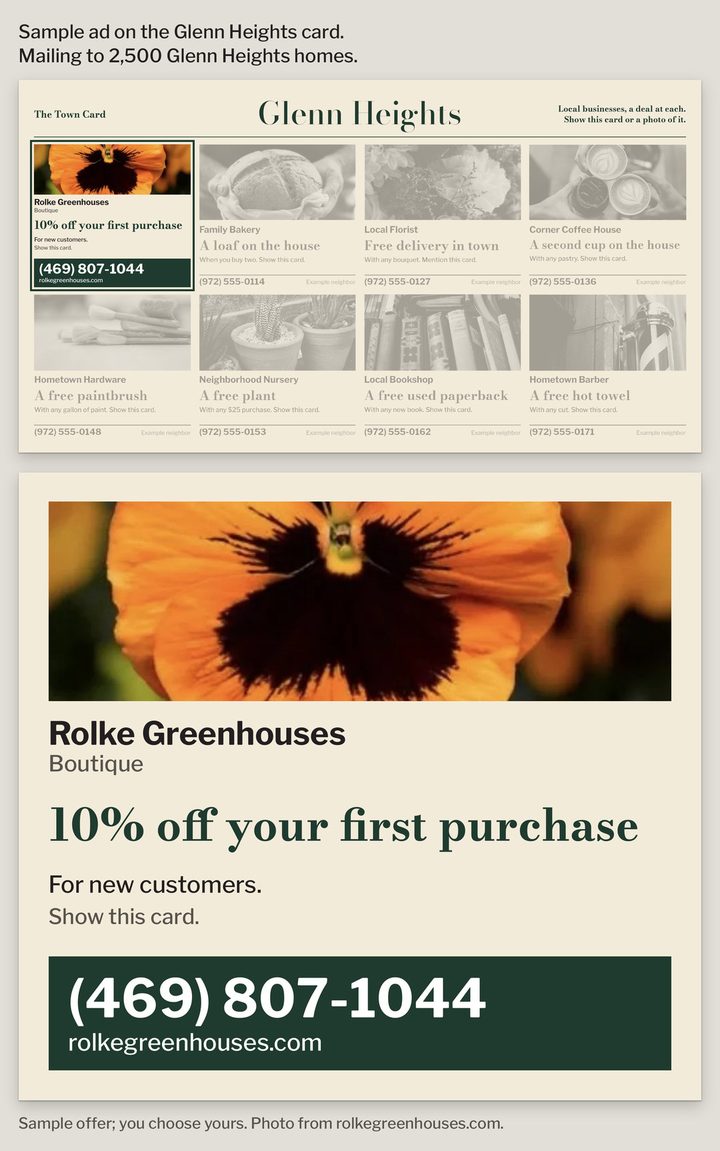 Sample ad on the Glenn Heights card.
Mailing to 2,500 Glenn Heights homes.
The Town Card
Glenn Heights
Local businesses, a deal at each.
Show this card or a photo of it.
Rolke Greenhouses
Boutique
10% off your first purchase
For new customers.
Show this card.
(469) 807-1044
rolkegreenhouses.com
Family Bakery
A loaf on the house
When you buy two. Show this card.
(972) 555-0114
Example neighbor
Local Florist
Free delivery in town
With any bouquet. Mention this card.
(972) 555-0127
Example neighbor
Corner Coffee House
A second cup on the house
With any pastry. Show this card.
(972) 555-0136
Example neighbor
Hometown Hardware
A free paintbrush
With any gallon of paint. Show this card.
(972) 555-0148
Example neighbor
Neighborhood Nursery
A free plant
With any $25 purchase. Show this card.
(972) 555-0153
Example neighbor
Local Bookshop
A free used paperback
With any new book. Show this card.
(972) 555-0162
Example neighbor
Hometown Barber
A free hot towel
With any cut. Show this card.
(972) 555-0171
Example neighbor
Rolke Greenhouses
Boutique
10% off your first purchase
For new customers.
Show this card.
(469) 807-1044
rolkegreenhouses.com
Sample offer; you choose yours. Photo from rolkegreenhouses.com.